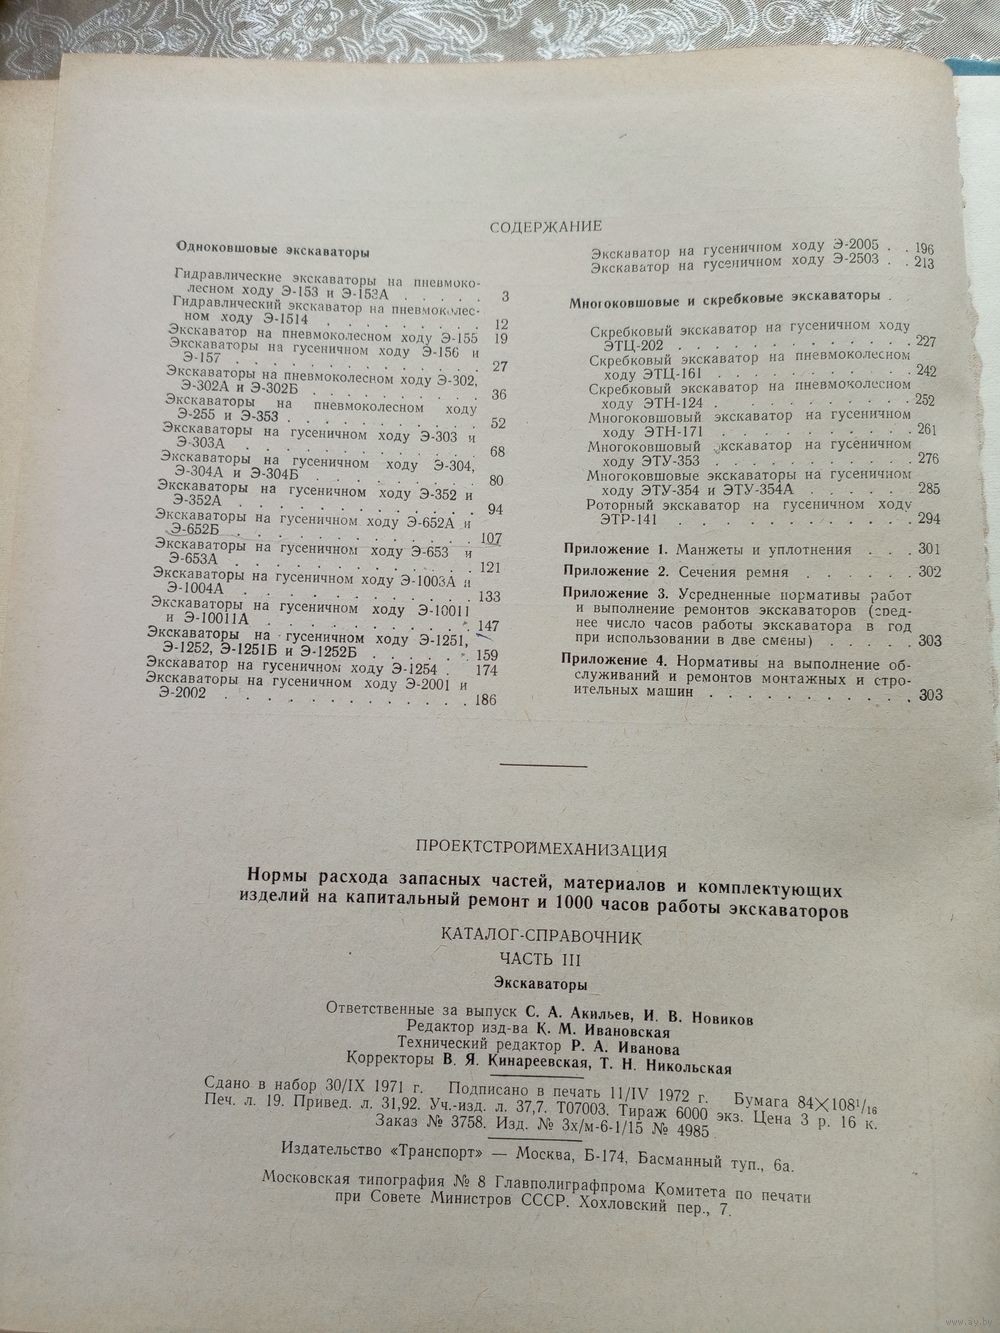 СОДЕРЖАНИЕ
Одноковшовые экскаваторы
Гидравлические экскаваторы на пневмоко-
лесном ходу Э-153 и Э-153А . . . . . 3
Гидравлический экскаватор на пневмоколес-
ном ходу Э-1514 . . . . . . . . 12
Экскаватор на пневмоколесном ходу Э-155 19
Экскаваторы на гусеничном ходу Э-156 и
Э-157 . . . . . . . . . . . 27
Экскаваторы на пневмоколесном ходу Э-302,
Э-302А и Э-302Б . . . . . . . . 36
Экскаваторы на пневмоколесном ходу
Э-255 и Э-353 . . . . . . . . . 52
Экскаваторы на гусеничном ходу Э-303 и
Э-303А . . . . . . . . . . . 68
Экскаваторы на гусеничном ходу Э-304,
Э-304А и Э-304Б . . . . . . . . 80
Экскаваторы на гусеничном ходу Э-352 и
Э-352А . . . . . . . . . . . 94
Экскаваторы на гусеничном ходу Э-652А и
Э-652Б . . . . . . . . . . . 107
Экскаваторы на гусеничном ходу Э-653 и
Э-653А . . . . . . . . . . . 121
Экскаваторы на гусеничном ходу Э-1003А и
Э-1004А . . . . . . . . . . . 133
Экскаваторы на гусеничном ходу Э-10011
и Э-10011А . . . . . . . . . 147
Экскаваторы на гусеничном ходу Э-1251,
Э-1252, Э-1251Б и Э-1252Б . . . . . . 159
Экскаватор на гусеничном ходу Э-1254 . 174
Экскаваторы на гусеничном ходу Э-2001 и
Э-2002 . . . . . . . . . . . 186
Экскаватор на гусеничном ходу Э-2005 . . 196
Экскаватор на гусеничном ходу Э-2503 . . 213
Многоковшовые и скребковые экскаваторы .
Скребковый экскаватор на гусеничном ходу
ЭТЦ-202 . . . . . . . . . . . 227
Скребковый экскаватор на пневмоколесном
ходу ЭТЦ-161 . . . . . . . . . 242
Скребковый экскаватор на пневмоколесном
ходу ЭТН-124 . . . . . . . . . 252
Многоковшовый экскаватор на гусеничном
ходу ЭТН-171 . . . . . . . . . 261
Многоковшовый экскаватор на гусеничном
ходу ЭТУ-353 . . . . . . . . . 276
Многоковшовые экскаваторы на гусеничном
ходу ЭТУ-354 и ЭТУ-354А . . . . . 285
Роторный экскаватор на гусеничном ходу
ЭТР-141 . . . . . . . . . . . 294
Приложение 1. Манжеты и уплотнения . . . 301
Приложение 2. Сечения ремня . . . . . . 302
Приложение 3. Усредненные нормативы работ
и выполнение ремонтов экскаваторов (сред-
нее число часов работы экскаватора в год
при использовании в две смены) . . . . . 303
Приложение 4. Нормативы на выполнение об-
служиваний и ремонтов монтажных и стро-
ительных машин . . . . . . . . . . 303
ПРОЕКТСТРОЙМЕХАНИЗАЦИЯ
Нормы расхода запасных частей, материалов и комплектующих
изделий на капитальный ремонт и 1000 часов работы экскаваторов
КАТАЛОГ-СПРАВОЧНИК
ЧАСТЬ III
Экскаваторы
Ответственные за выпуск С. А. Акильев, И. В. Новиков
Редактор изд-ва К. М. Ивановская
Технический редактор Р. А. Иванова
Корректоры В. Я. Кинареевская, Т. Н. Никольская
Сдано в набор 30/IX 1971 г. Подписано в печать 11/IV 1972 г. Бумага 84×108¹/₁₆
Печ. л. 19. Привед. л. 31,92. Уч.-изд. л. 37,7. Т07003. Тираж 6000 экз. Цена 3 р. 16 к.
Заказ № 3758. Изд. № 3х/м-6-1/15 № 4985
Издательство «Транспорт» — Москва, Б-174, Басманный туп., 6а.
Московская типография № 8 Главполиграфпрома Комитета по печати
при Совете Министров СССР. Хохловский пер., 7.
www.ay.by